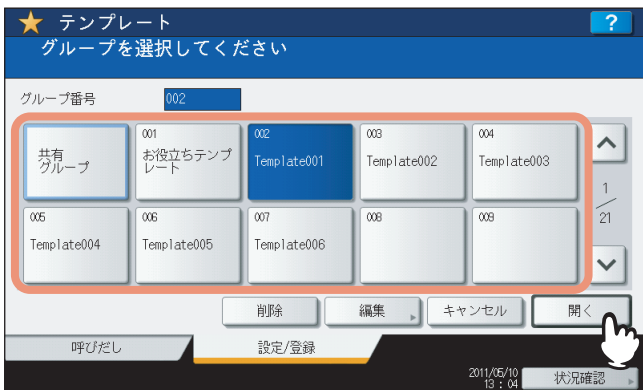 テンプレート
?
グループを選択してください
グループ番号
002
共有
グループ
001
お役立ちテンプ
レート
002
Template001
003
Template002
004
Template003
1
21
005
Template004
006
Template005
007
Template006
008
009
削除
編集
キャンセル
開く
呼びだし
設定/登録
2011/05/10
13 : 04
状況確認